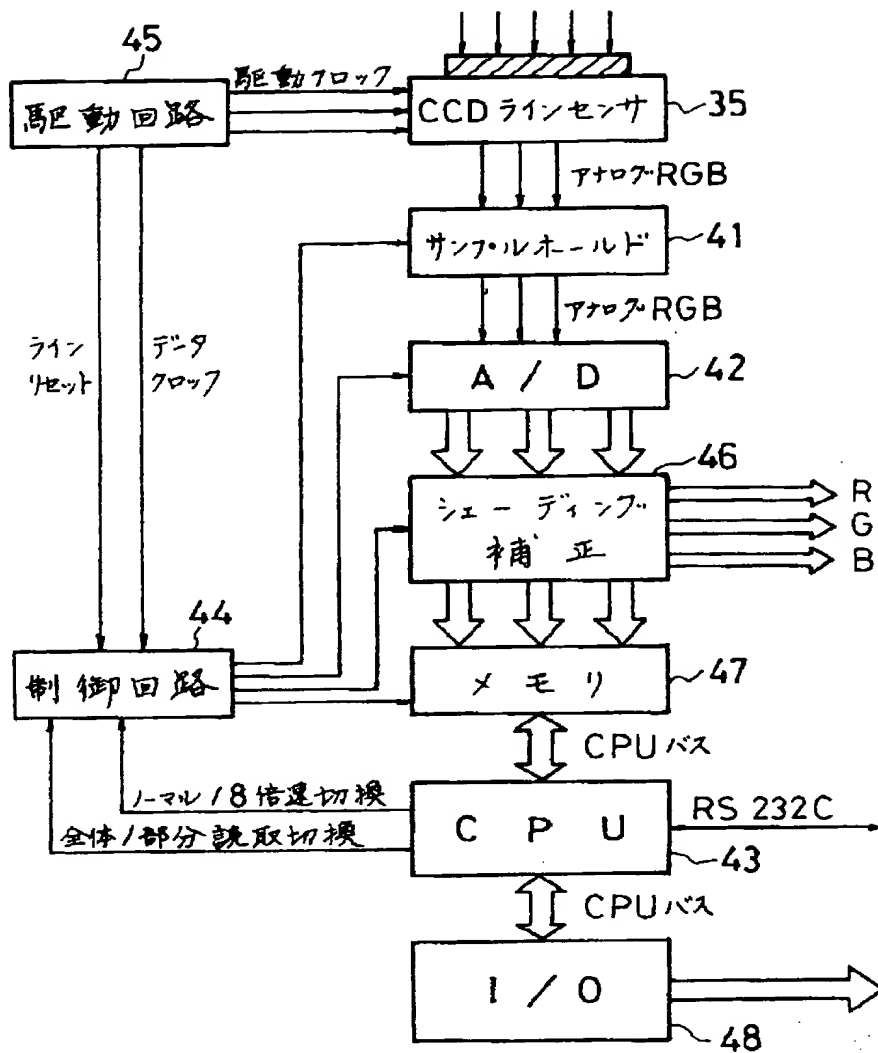 45
駆動回路
駆動クロック
CCDラインセンサ
35
アナログRGB
サンプルホールド
41
アナログRGB
ライン
リセット
データ
クロック
A / D
42
46
シェーディング
補正
R
G
B
44
制御回路
メモリ
47
CPUバス
ノーマル/8倍速切換
全体/部分読取切換
C P U
RS 232C
43
CPUバス
I / O
48